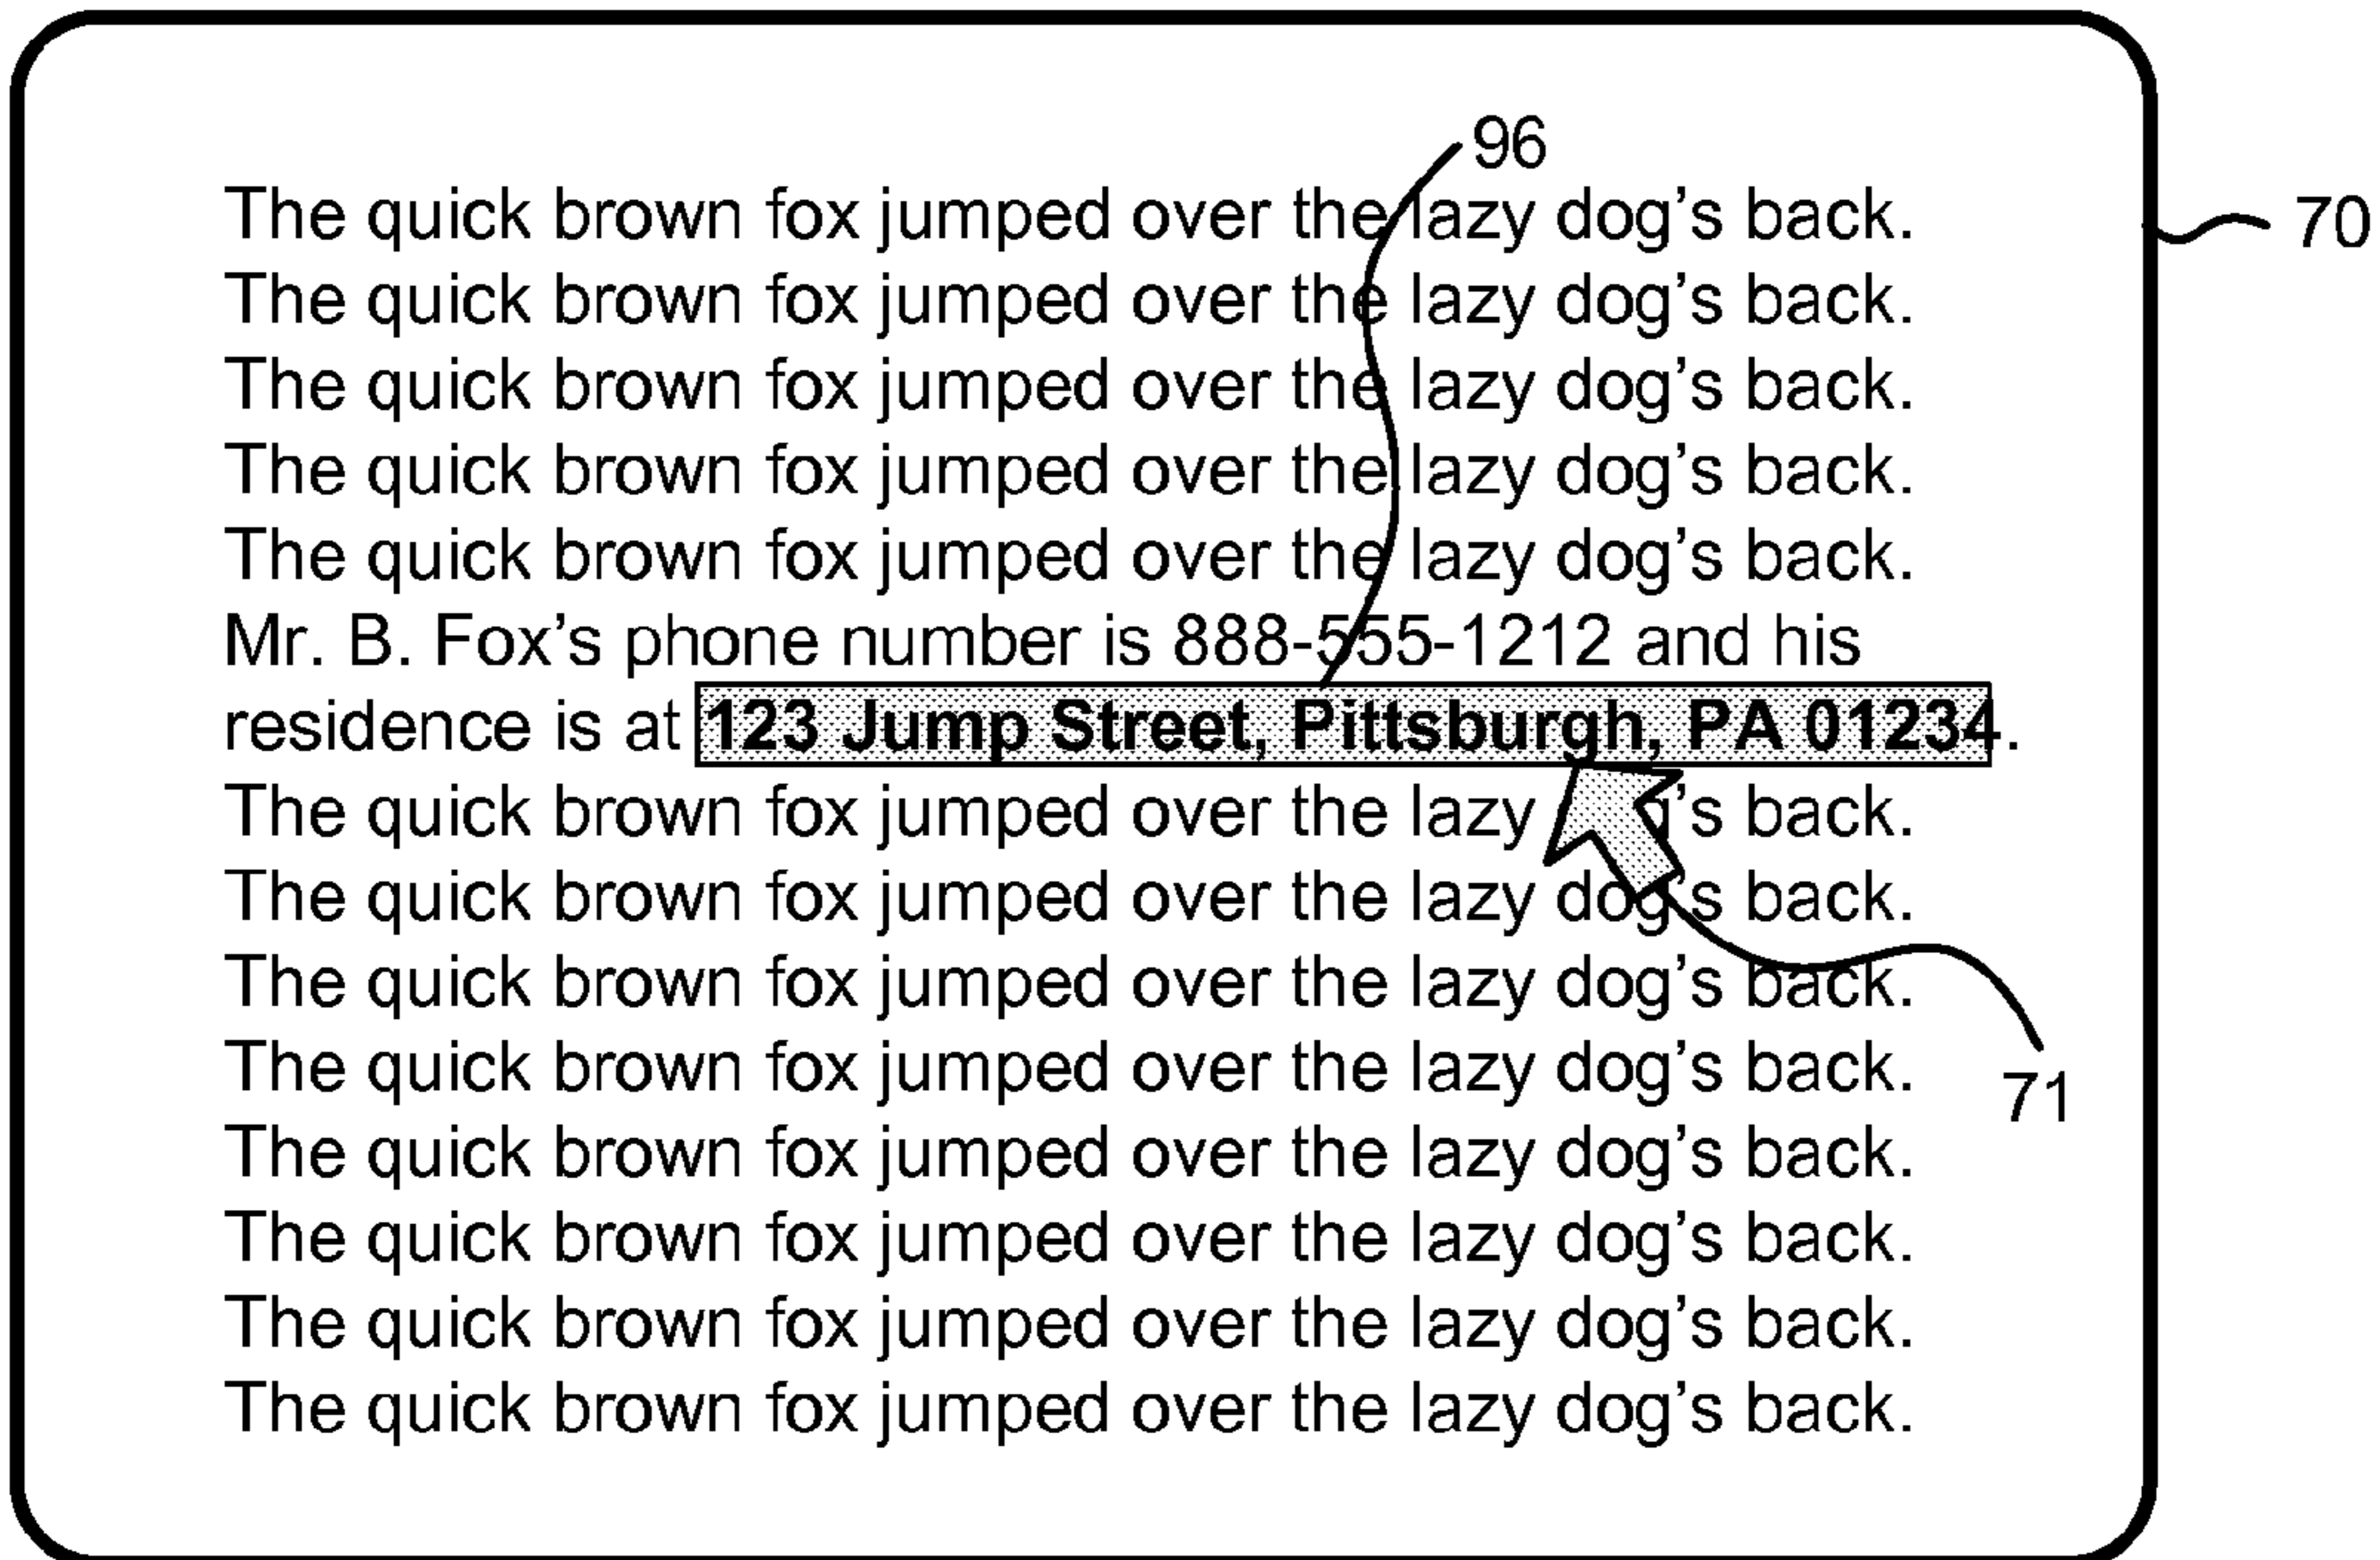 96
The quick brown fox jumped over the lazy dog's back.
70
The quick brown fox jumped over the lazy dog's back.
The quick brown fox jumped over the lazy dog's back.
The quick brown fox jumped over the lazy dog's back.
The quick brown fox jumped over the lazy dog's back.
Mr. B. Fox's phone number is 888-555-1212 and his
residence is at 123 Jump Street, Pittsburgh, PA 01234.
The quick brown fox jumped over the lazy dog's back.
The quick brown fox jumped over the lazy dog's back.
The quick brown fox jumped over the lazy dog's back.
The quick brown fox jumped over the lazy dog's back.
71
The quick brown fox jumped over the lazy dog's back.
The quick brown fox jumped over the lazy dog's back.
The quick brown fox jumped over the lazy dog's back.
The quick brown fox jumped over the lazy dog's back.